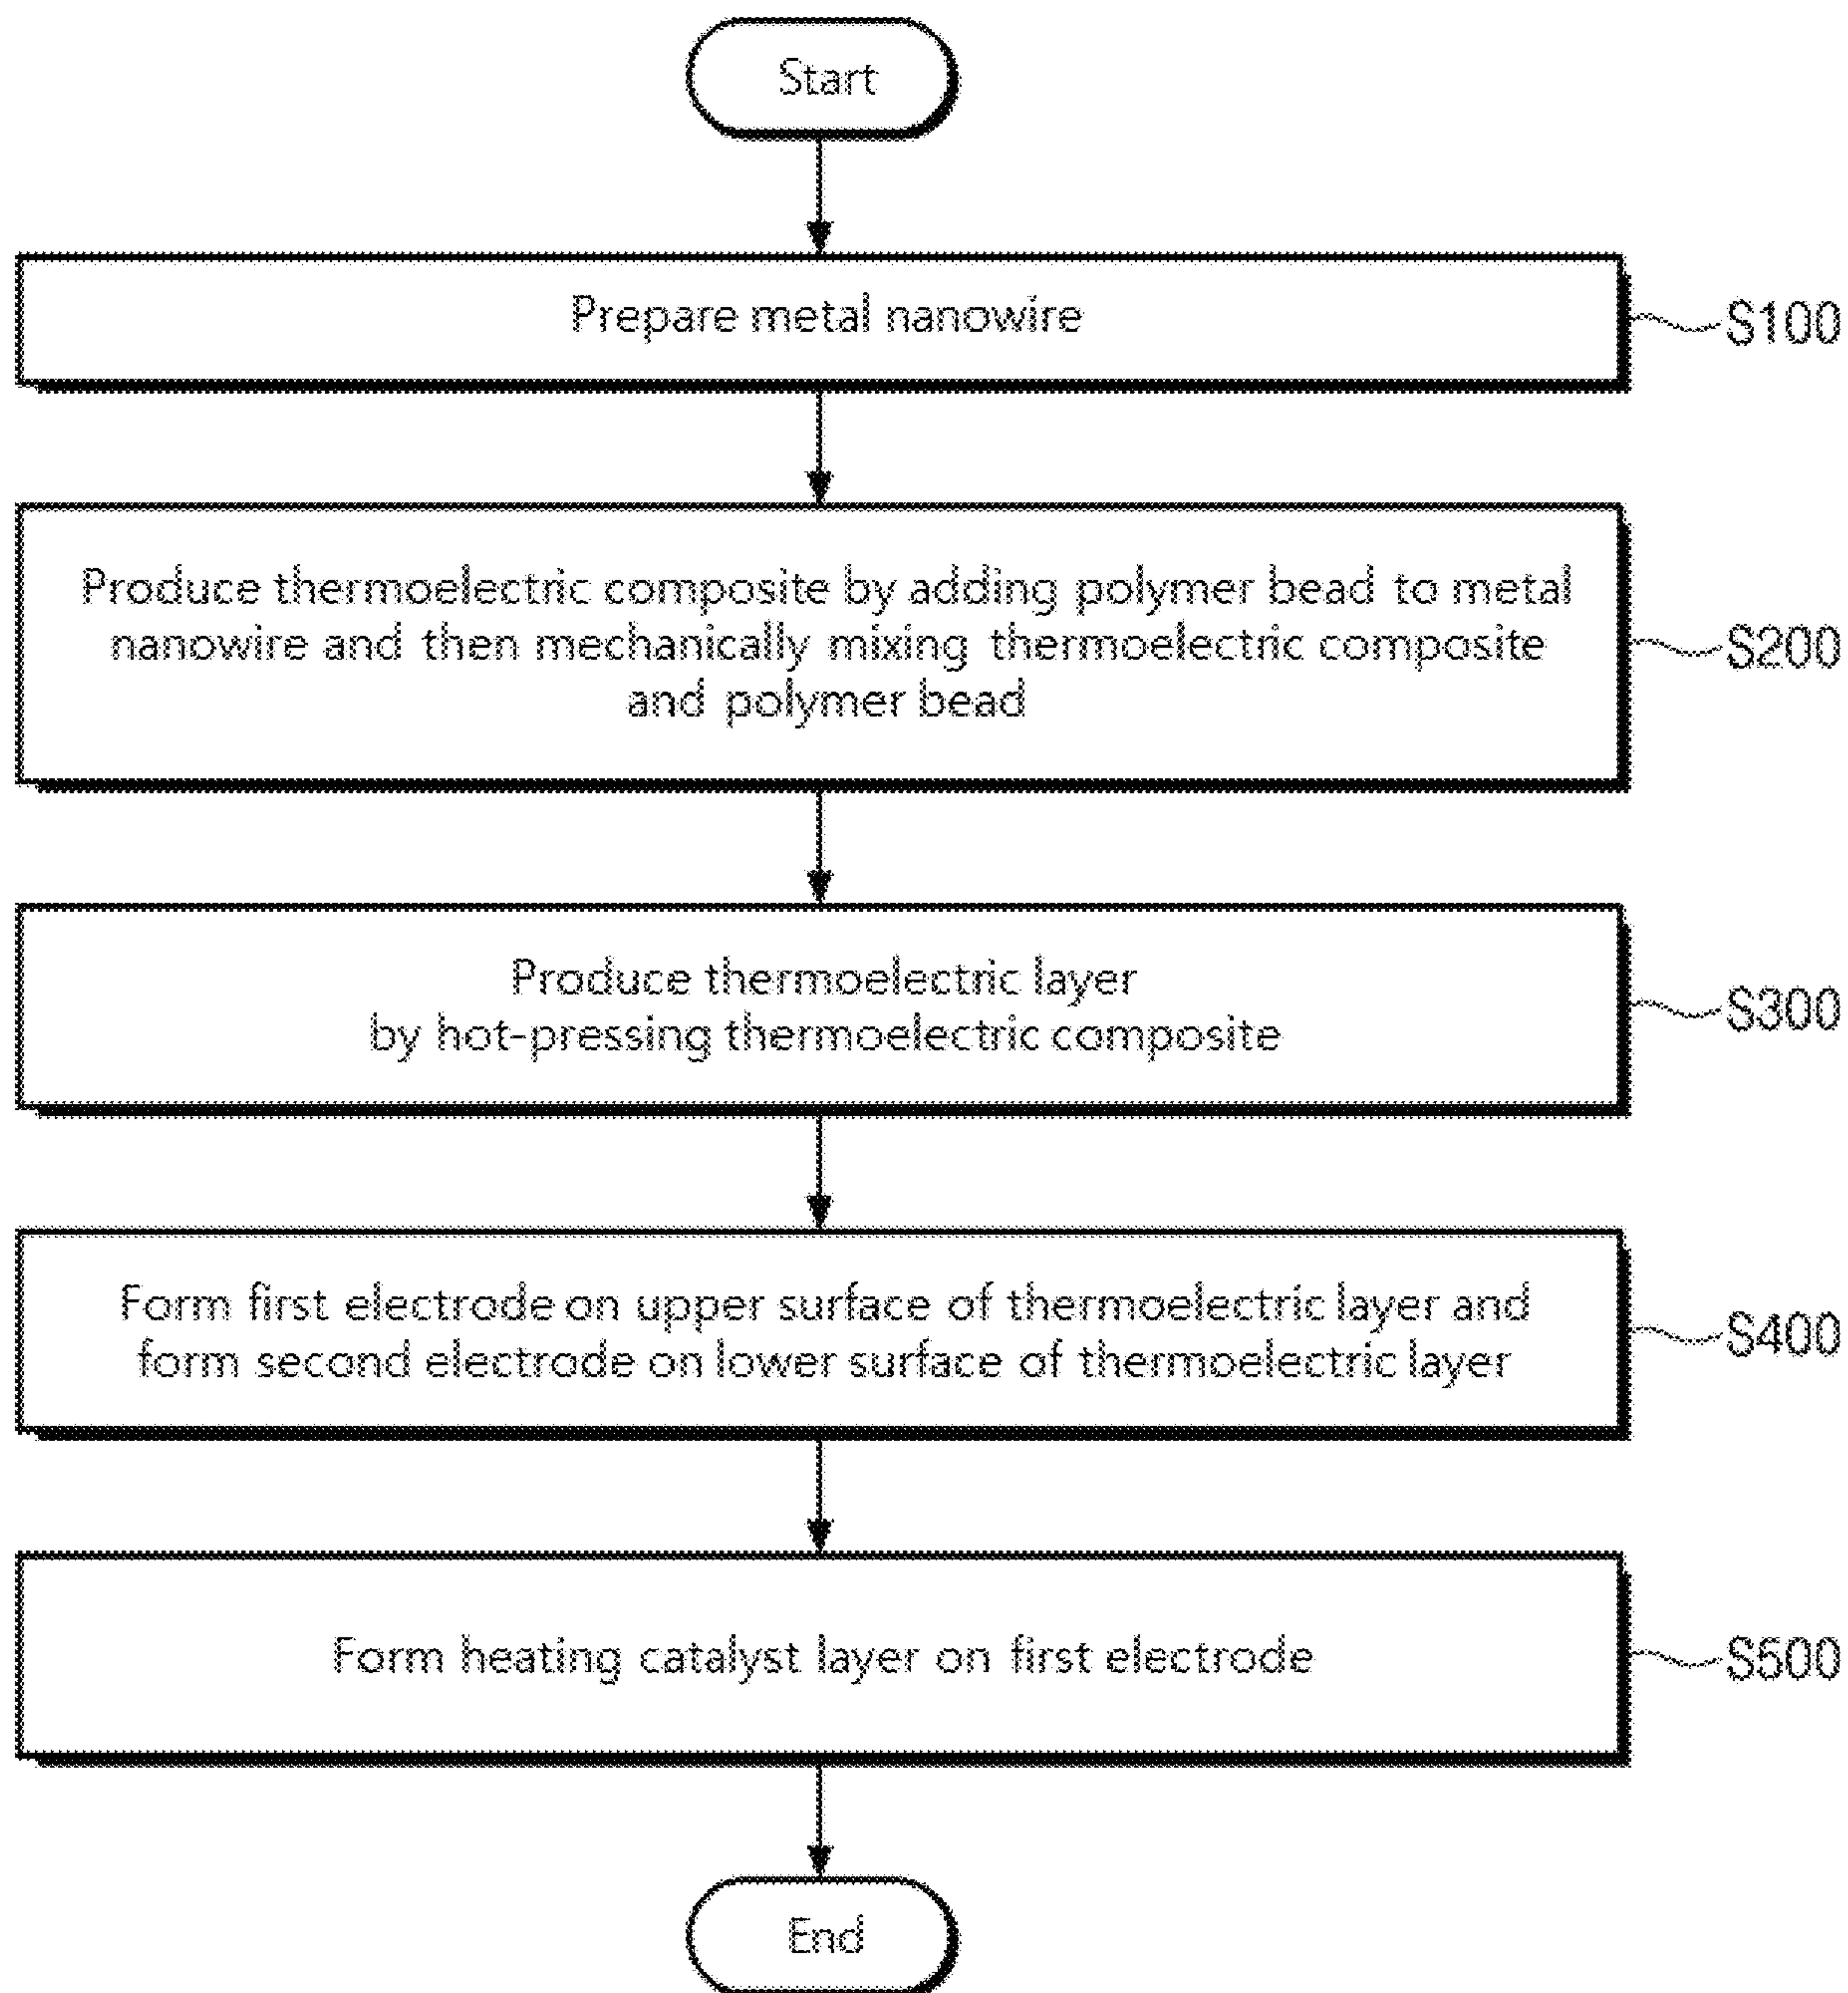 Start
Prepare metal nanowire
S100
Produce thermoelectric composite by adding polymer bead to metal
nanowire and then mechanically mixing thermoelectric composite
and polymer bead
S200
Produce thermoelectric layer
by hot-pressing thermoelectric composite
S300
Form first electrode on upper surface of thermoelectric layer and
form second electrode on lower surface of thermoelectric layer
S400
Form heating catalyst layer on first electrode
S500
End